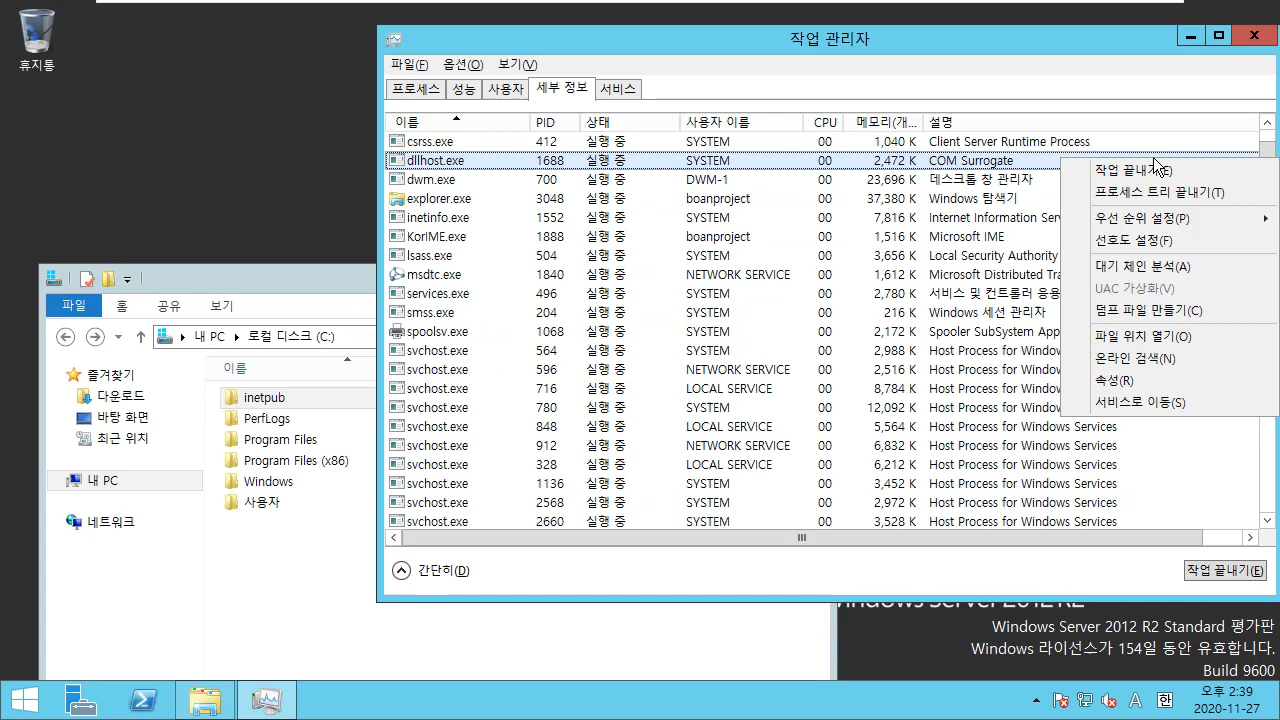 휴지통
작업 관리자
파일(F) 옵션(O) 보기(V)
프로세스 성능 사용자 세부 정보 서비스
이름 PID 상태 사용자 이름 CPU 메모리(개... 설명
csrss.exe 412 실행 중 SYSTEM 00 1,040 K Client Server Runtime Process
dllhost.exe 1688 실행 중 SYSTEM 00 2,472 K COM Surrogate
dwm.exe 700 실행 중 DWM-1 00 23,696 K 데스크톱 창 관리자
explorer.exe 3048 실행 중 boanproject 00 37,380 K Windows 탐색기
inetinfo.exe 1552 실행 중 SYSTEM 00 7,816 K Internet Information Ser
KorIME.exe 1888 실행 중 boanproject 00 1,516 K Microsoft IME
lsass.exe 504 실행 중 SYSTEM 00 3,656 K Local Security Authority
msdtc.exe 1840 실행 중 NETWORK SERVICE 00 1,612 K Microsoft Distributed Tra
services.exe 496 실행 중 SYSTEM 00 2,780 K 서비스 및 컨트롤러 응용
smss.exe 204 실행 중 SYSTEM 00 216 K Windows 세션 관리자
spoolsv.exe 1068 실행 중 SYSTEM 00 2,172 K Spooler SubSystem App
svchost.exe 564 실행 중 SYSTEM 00 2,988 K Host Process for Window
svchost.exe 596 실행 중 NETWORK SERVICE 00 2,516 K Host Process for Window
svchost.exe 716 실행 중 LOCAL SERVICE 00 8,784 K Host Process for Window
svchost.exe 780 실행 중 SYSTEM 00 12,092 K Host Process for Window
svchost.exe 848 실행 중 LOCAL SERVICE 00 5,564 K Host Process for Windows Services
svchost.exe 912 실행 중 NETWORK SERVICE 00 6,832 K Host Process for Windows Services
svchost.exe 328 실행 중 LOCAL SERVICE 00 6,212 K Host Process for Windows Services
svchost.exe 1136 실행 중 SYSTEM 00 3,452 K Host Process for Windows Services
svchost.exe 2568 실행 중 SYSTEM 00 2,972 K Host Process for Windows Services
svchost.exe 2660 실행 중 SYSTEM 00 3,528 K Host Process for Windows Services
간단히(D) 작업 끝내기(E)
작업 끝내기(E)
프로세스 트리 끝내기(T)
우선 순위 설정(P)
선호도 설정(F)
대기 체인 분석(A)
UAC 가상화(V)
덤프 파일 만들기(C)
파일 위치 열기(O)
온라인 검색(N)
속성(R)
서비스로 이동(S)
파일 홈 공유 보기
내 PC 로컬 디스크 (C:)
즐겨찾기
다운로드
바탕 화면
최근 위치
내 PC
네트워크
이름
inetpub
PerfLogs
Program Files
Program Files (x86)
Windows
사용자
Windows Server 2012 R2
Windows Server 2012 R2 Standard 평가판
Windows 라이선스가 154일 동안 유효합니다.
Build 9600
A 한 오후 2:39
2020-11-27